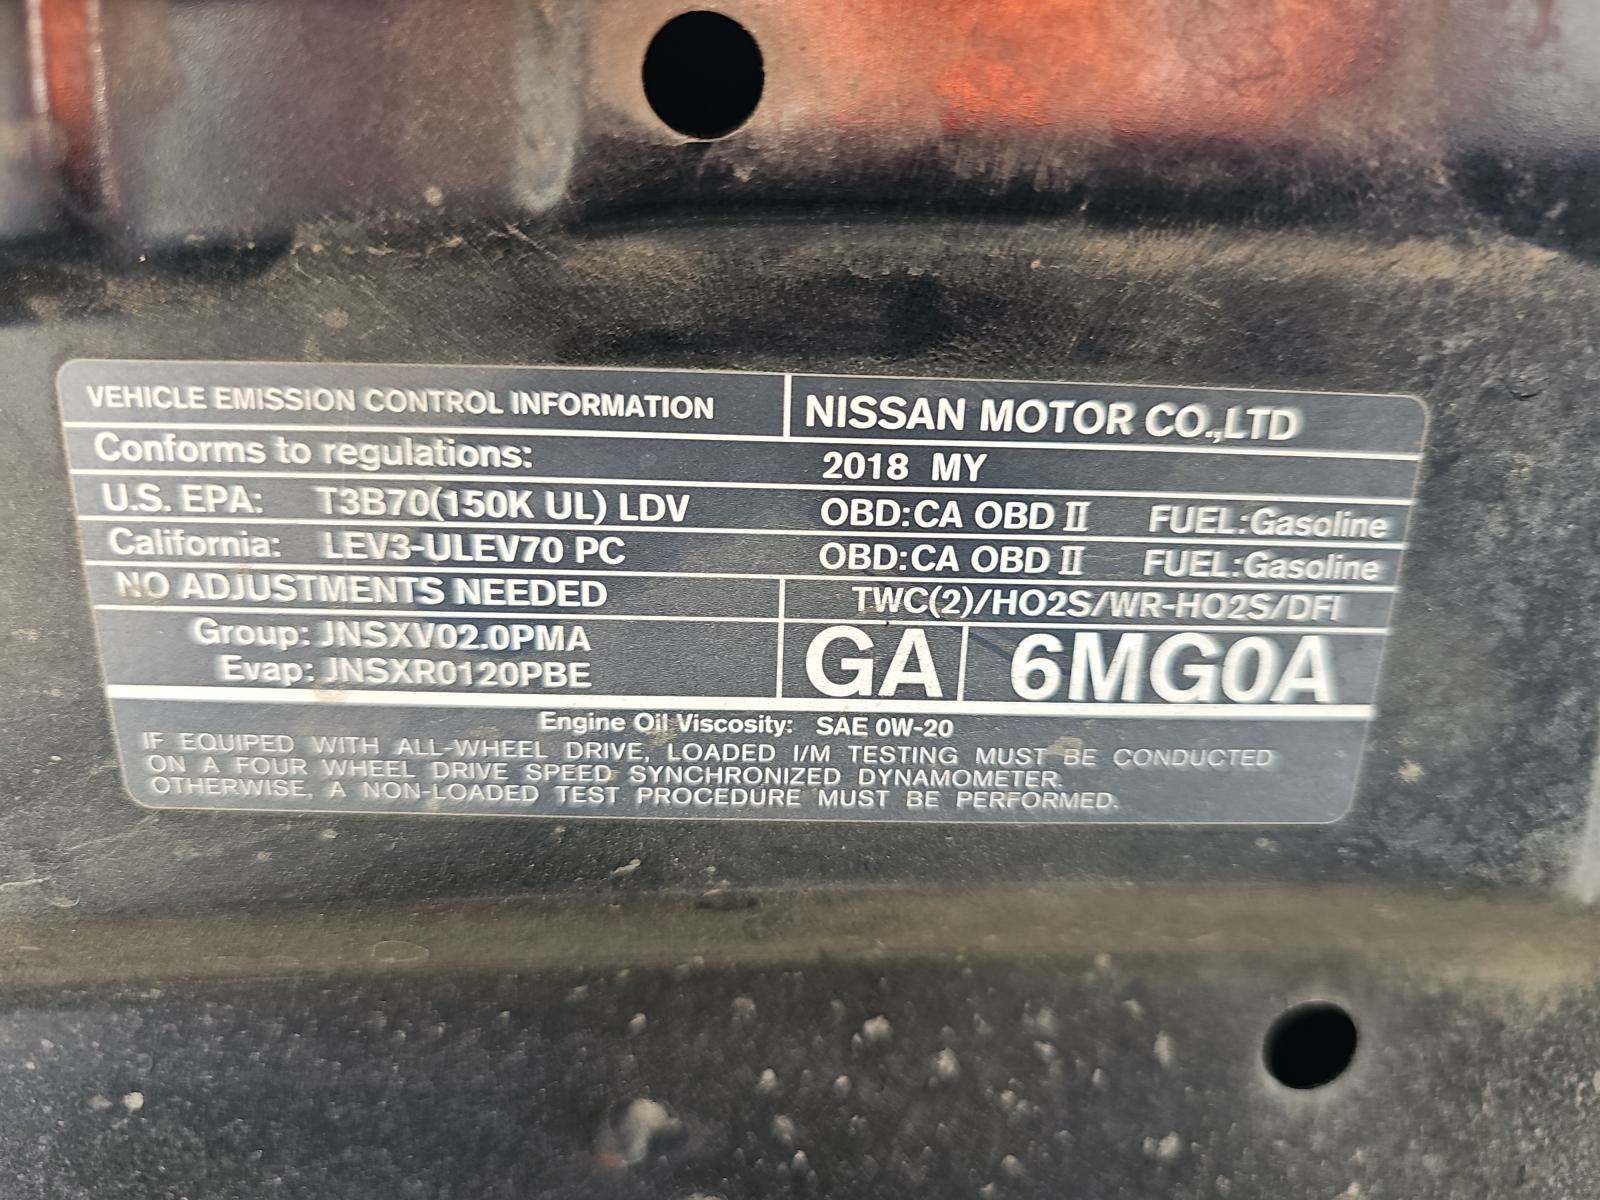 VEHICLE EMISSION CONTROL INFORMATION NISSAN MOTOR CO.,LTD
Conforms to regulations: 2018 MY
U.S. EPA: T3B70(150K UL) LDV OBD:CA OBD II FUEL:Gasoline
California: LEV3-ULEV70 PC OBD:CA OBD II FUEL:Gasoline
NO ADJUSTMENTS NEEDED TWC(2)/HO2S/WR-HO2S/DFI
Group: JNSXV02.0PMA GA 6MG0A
Evap: JNSXR0120PBE
Engine Oil Viscosity: SAE 0W-20
IF EQUIPED WITH ALL-WHEEL DRIVE, LOADED I/M TESTING MUST BE CONDUCTED
ON A FOUR WHEEL DRIVE SPEED SYNCHRONIZED DYNAMOMETER.
OTHERWISE, A NON-LOADED TEST PROCEDURE MUST BE PERFORMED.